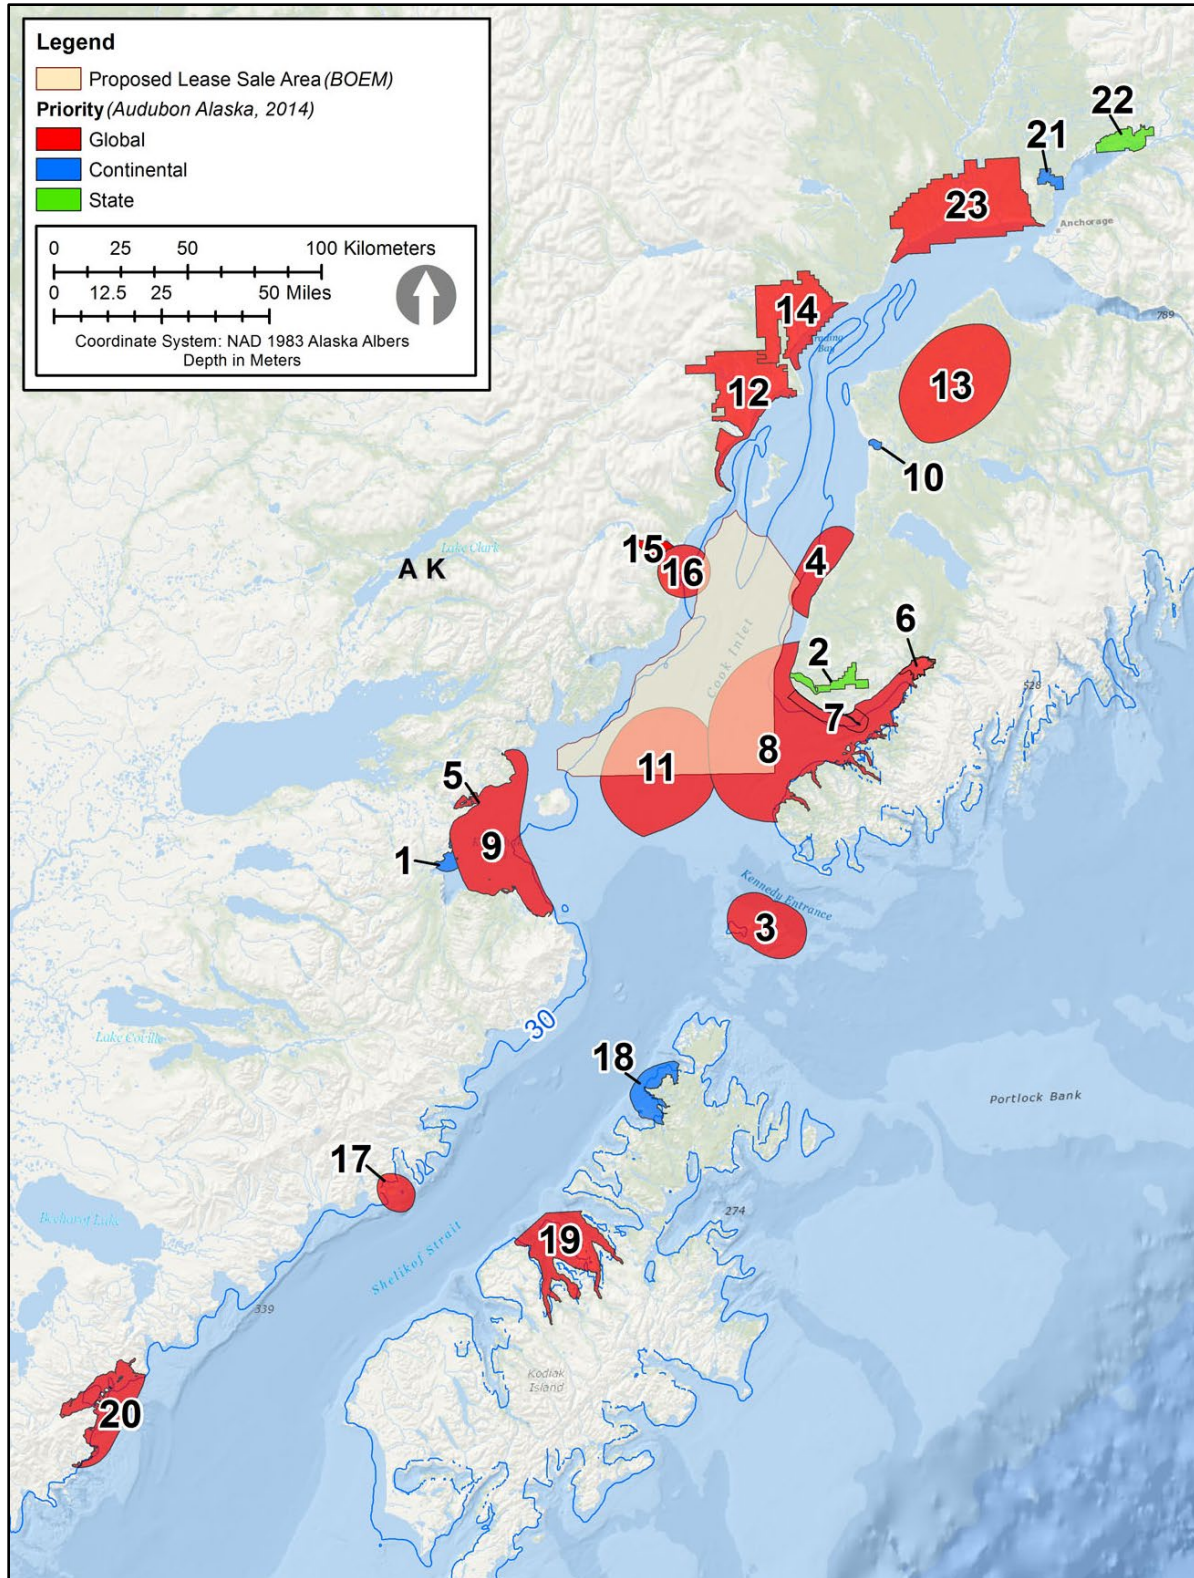 Legend
Proposed Lease Sale Area (BOEM)
Priority (Audubon Alaska, 2014)
Global
Continental
State
0 25 50 100 Kilometers
0 12.5 25 50 Miles
Coordinate System: NAD 1983 Alaska Albers
Depth in Meters
22
21
23
Anchorage
14
789
Trading
Bay
12
13
10
Lake Clark
A K
15
16
4
6
2
Cook Inlet
528
7
8
11
5
9
1
Kennedy Entrance
3
30
Lake Coville
18
Portlock Bank
17
Becharof Lake
274
19
Shelikof Strait
339
Kodiak
Island
20